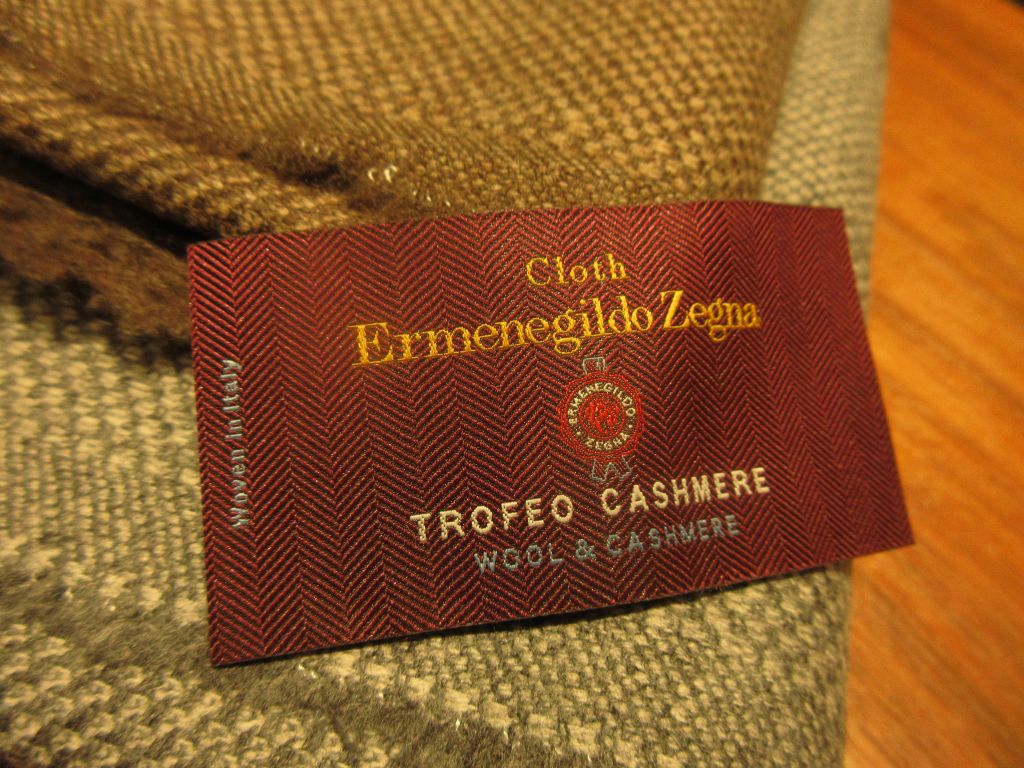 Cloth
Ermenegildo Zegna
ERMENEGILDO
ZEGNA
TROFEO CASHMERE
WOOL & CASHMERE
Woven in Italy